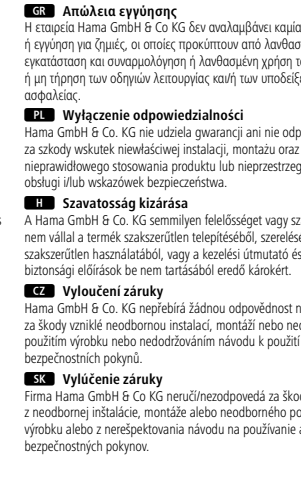 GR Απώλεια εγγύησης
Η εταιρεία Hama GmbH & Co KG δεν αναλαμβάνει καμία
ή εγγύηση για ζημιές, οι οποίες προκύπτουν από λανθασ
εγκατάσταση και συναρμολόγηση ή λανθασμένη χρήση το
ή μη τήρηση των οδηγιών λειτουργίας και/ή των υποδείξε
ασφαλείας.
PL Wyłączenie odpowiedzialności
Hama GmbH & Co. KG nie udziela gwarancji ani nie odp
za szkody wskutek niewłaściwej instalacji, montażu oraz
nieprawidłowego stosowania produktu lub nieprzestrzeg
obsługi i/lub wskazówek bezpieczeństwa.
H Szavatosság kizárása
A Hama GmbH & Co. KG semmilyen felelősséget vagy sz
nem vállal a termék szakszerűtlen telepítéséből, szerelése
szakszerűtlen használatából, vagy a kezelési útmutató és
biztonsági előírások be nem tartásából eredő károkért.
CZ Vyloučení záruky
Hama GmbH & Co. KG nepřebírá žádnou odpovědnost n
za škody vzniklé neodbornou instalací, montáží nebo neo
použitím výrobku nebo nedodržováním návodu k použití
bezpečnostních pokynů.
SK Vylúčenie záruky
Firma Hama GmbH & Co KG neručí/nezodpovedá za škod
z neodbornej inštalácie, montáže alebo neodborného po
výrobku alebo z nerešpektovania návodu na používanie a
bezpečnostných pokynov.